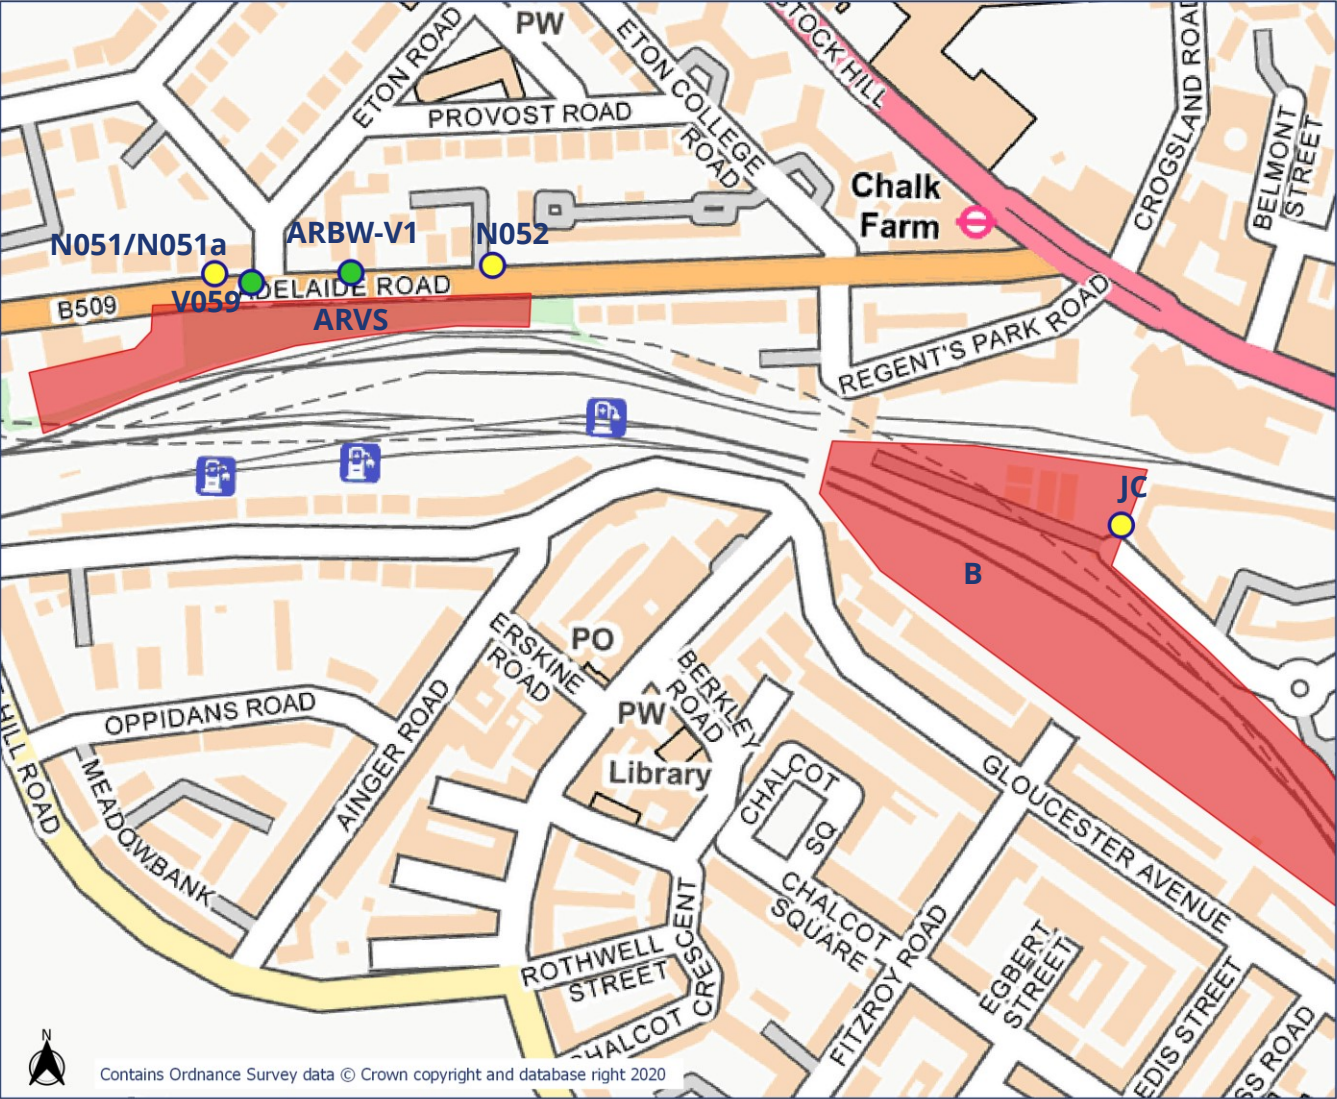 PW
STOCK HILL
ETON ROAD
ETON COLLEGE
ROAD
PROVOST ROAD
CROGSLAND ROAD
BELMONT
STREET
Chalk
Farm
N051/N051a
ARBW-V1
N052
V059
ADELAIDE ROAD
B509
ARVS
REGENT'S PARK ROAD
JC
B
ERSKINE
ROAD
PO
BERKLEY
ROAD
PW
Library
OPPIDANS ROAD
HILL ROAD
MEADOWBANK
AINGER ROAD
CHALCOT
SQ
GLOUCESTER AVENUE
CHALCOT
SQUARE
ROTHWELL
STREET
CRESCENT
CHALCOT
FITZROY ROAD
EGBERT
STREET
EDIS STREET
SS ROAD
N
Contains Ordnance Survey data © Crown copyright and database right 2020